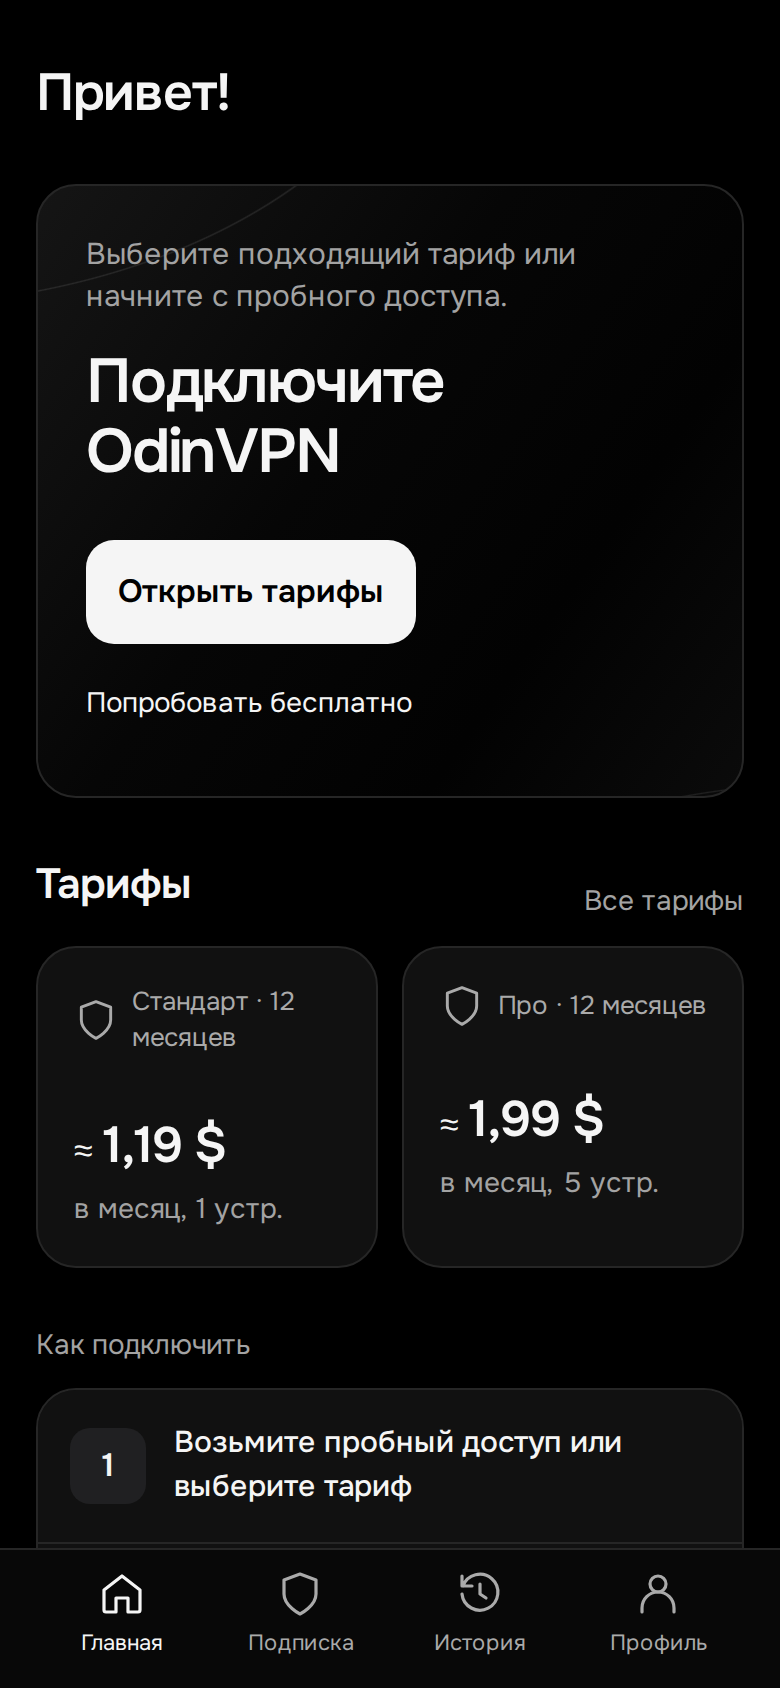 Привет!
Выберите подходящий тариф или
начните с пробного доступа.
Подключите
OdinVPN
Открыть тарифы
Попробовать бесплатно
Тарифы
Все тарифы
Стандарт · 12
месяцев
≈ 1,19 $
в месяц, 1 устр.
Про · 12 месяцев
≈ 1,99 $
в месяц, 5 устр.
Как подключить
1
Возьмите пробный доступ или
выберите тариф
Главная
Подписка
История
Профиль